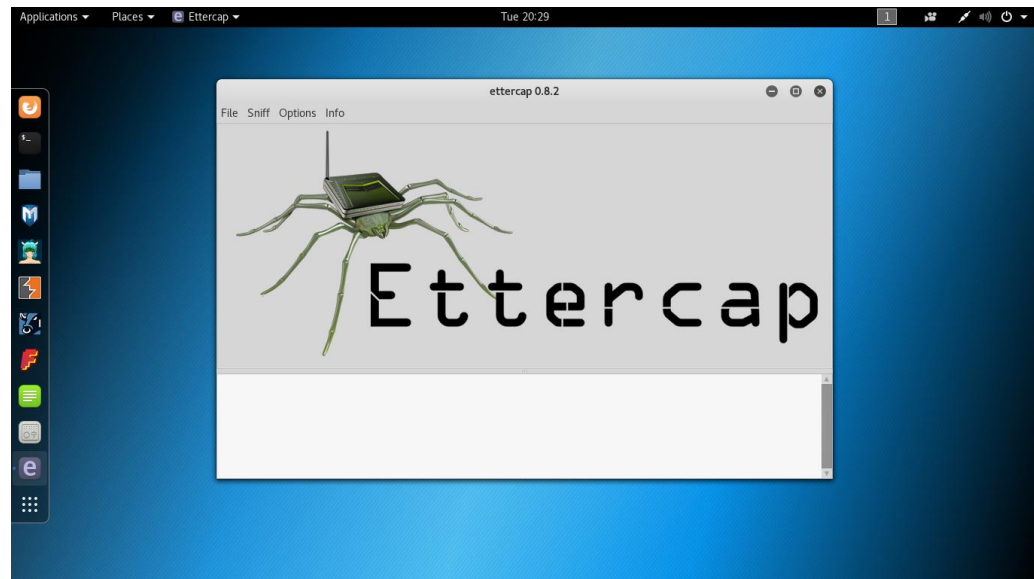 Applications Places Ettercap Tue 20:29 1
ettercap 0.8.2
File Sniff Options Info
$_
M
Ettercap
F
e